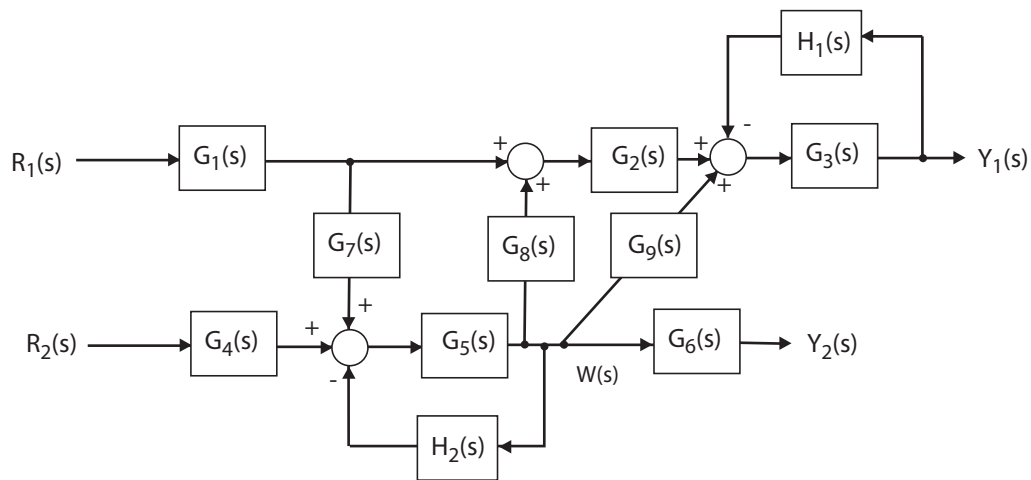 H₁(s)
-
R₁(s) G₁(s) + + G₂(s) + + G₃(s) Y₁(s)
G₇(s) G₈(s) G₉(s)
+
R₂(s) G₄(s) + G₅(s) G₆(s) Y₂(s)
- W(s)
H₂(s)